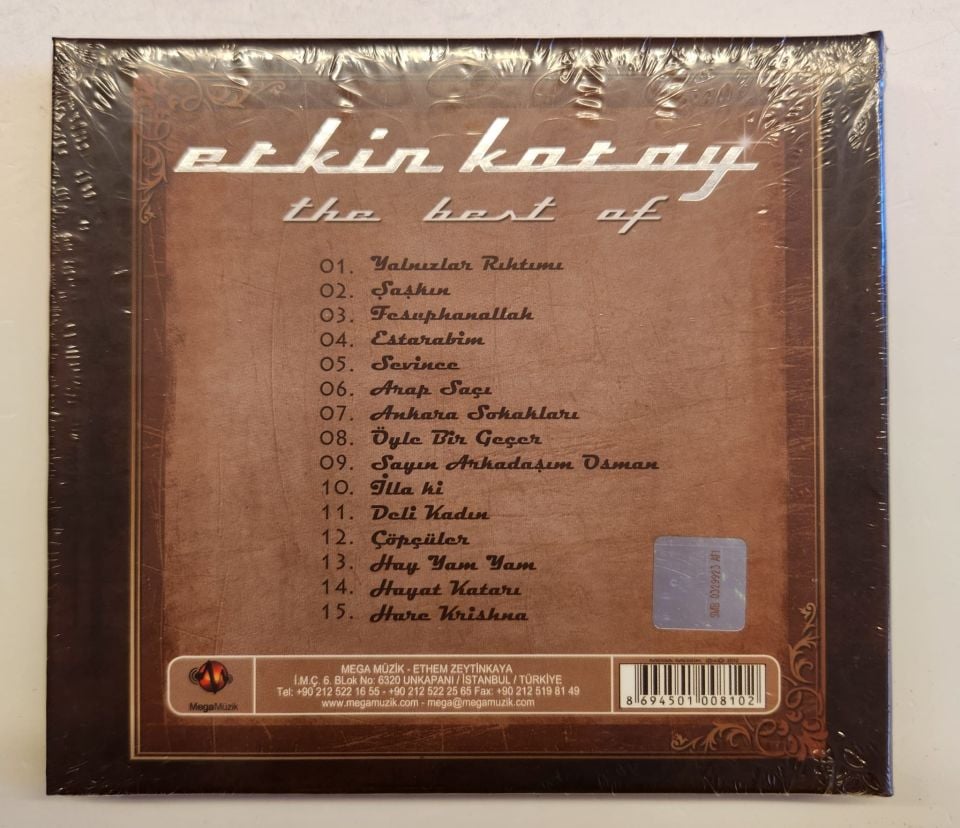 erkin koray
the best of
01. Yalnızlar Rıhtımı
02. Şaşkın
03. Fesuphanallah
04. Estarabim
05. Sevince
06. Arap Saçı
07. Ankara Sokakları
08. Öyle Bir Geçer
09. Sayın Arkadaşım Osman
10. İlla ki
11. Deli Kadın
12. Çöpçüler
13. Hay Yam Yam
14. Hayat Katarı
15. Hare Krishna
SMB 0329923 AF1
MegaMüzik
MEGA MÜZİK - ETHEM ZEYTİNKAYA
İ.M.Ç. 6. BLok No: 6320 UNKAPANI / İSTANBUL / TÜRKİYE
Tel: +90 212 522 16 55 - +90 212 522 25 65 Fax: +90 212 519 81 49
www.megamuzik.com - mega@megamuzik.com
8 694501 008102